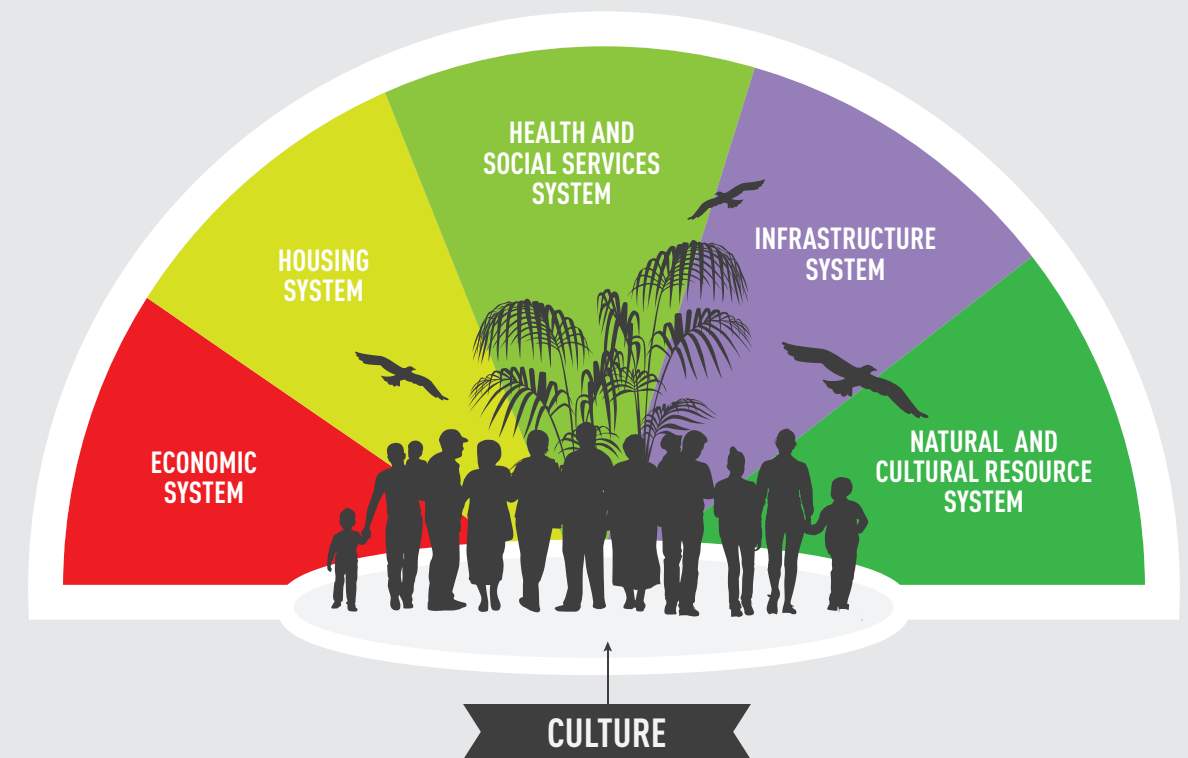 HEALTH AND
SOCIAL SERVICES
SYSTEM
HOUSING
SYSTEM
INFRASTRUCTURE
SYSTEM
ECONOMIC
SYSTEM
NATURAL AND
CULTURAL RESOURCE
SYSTEM
CULTURE